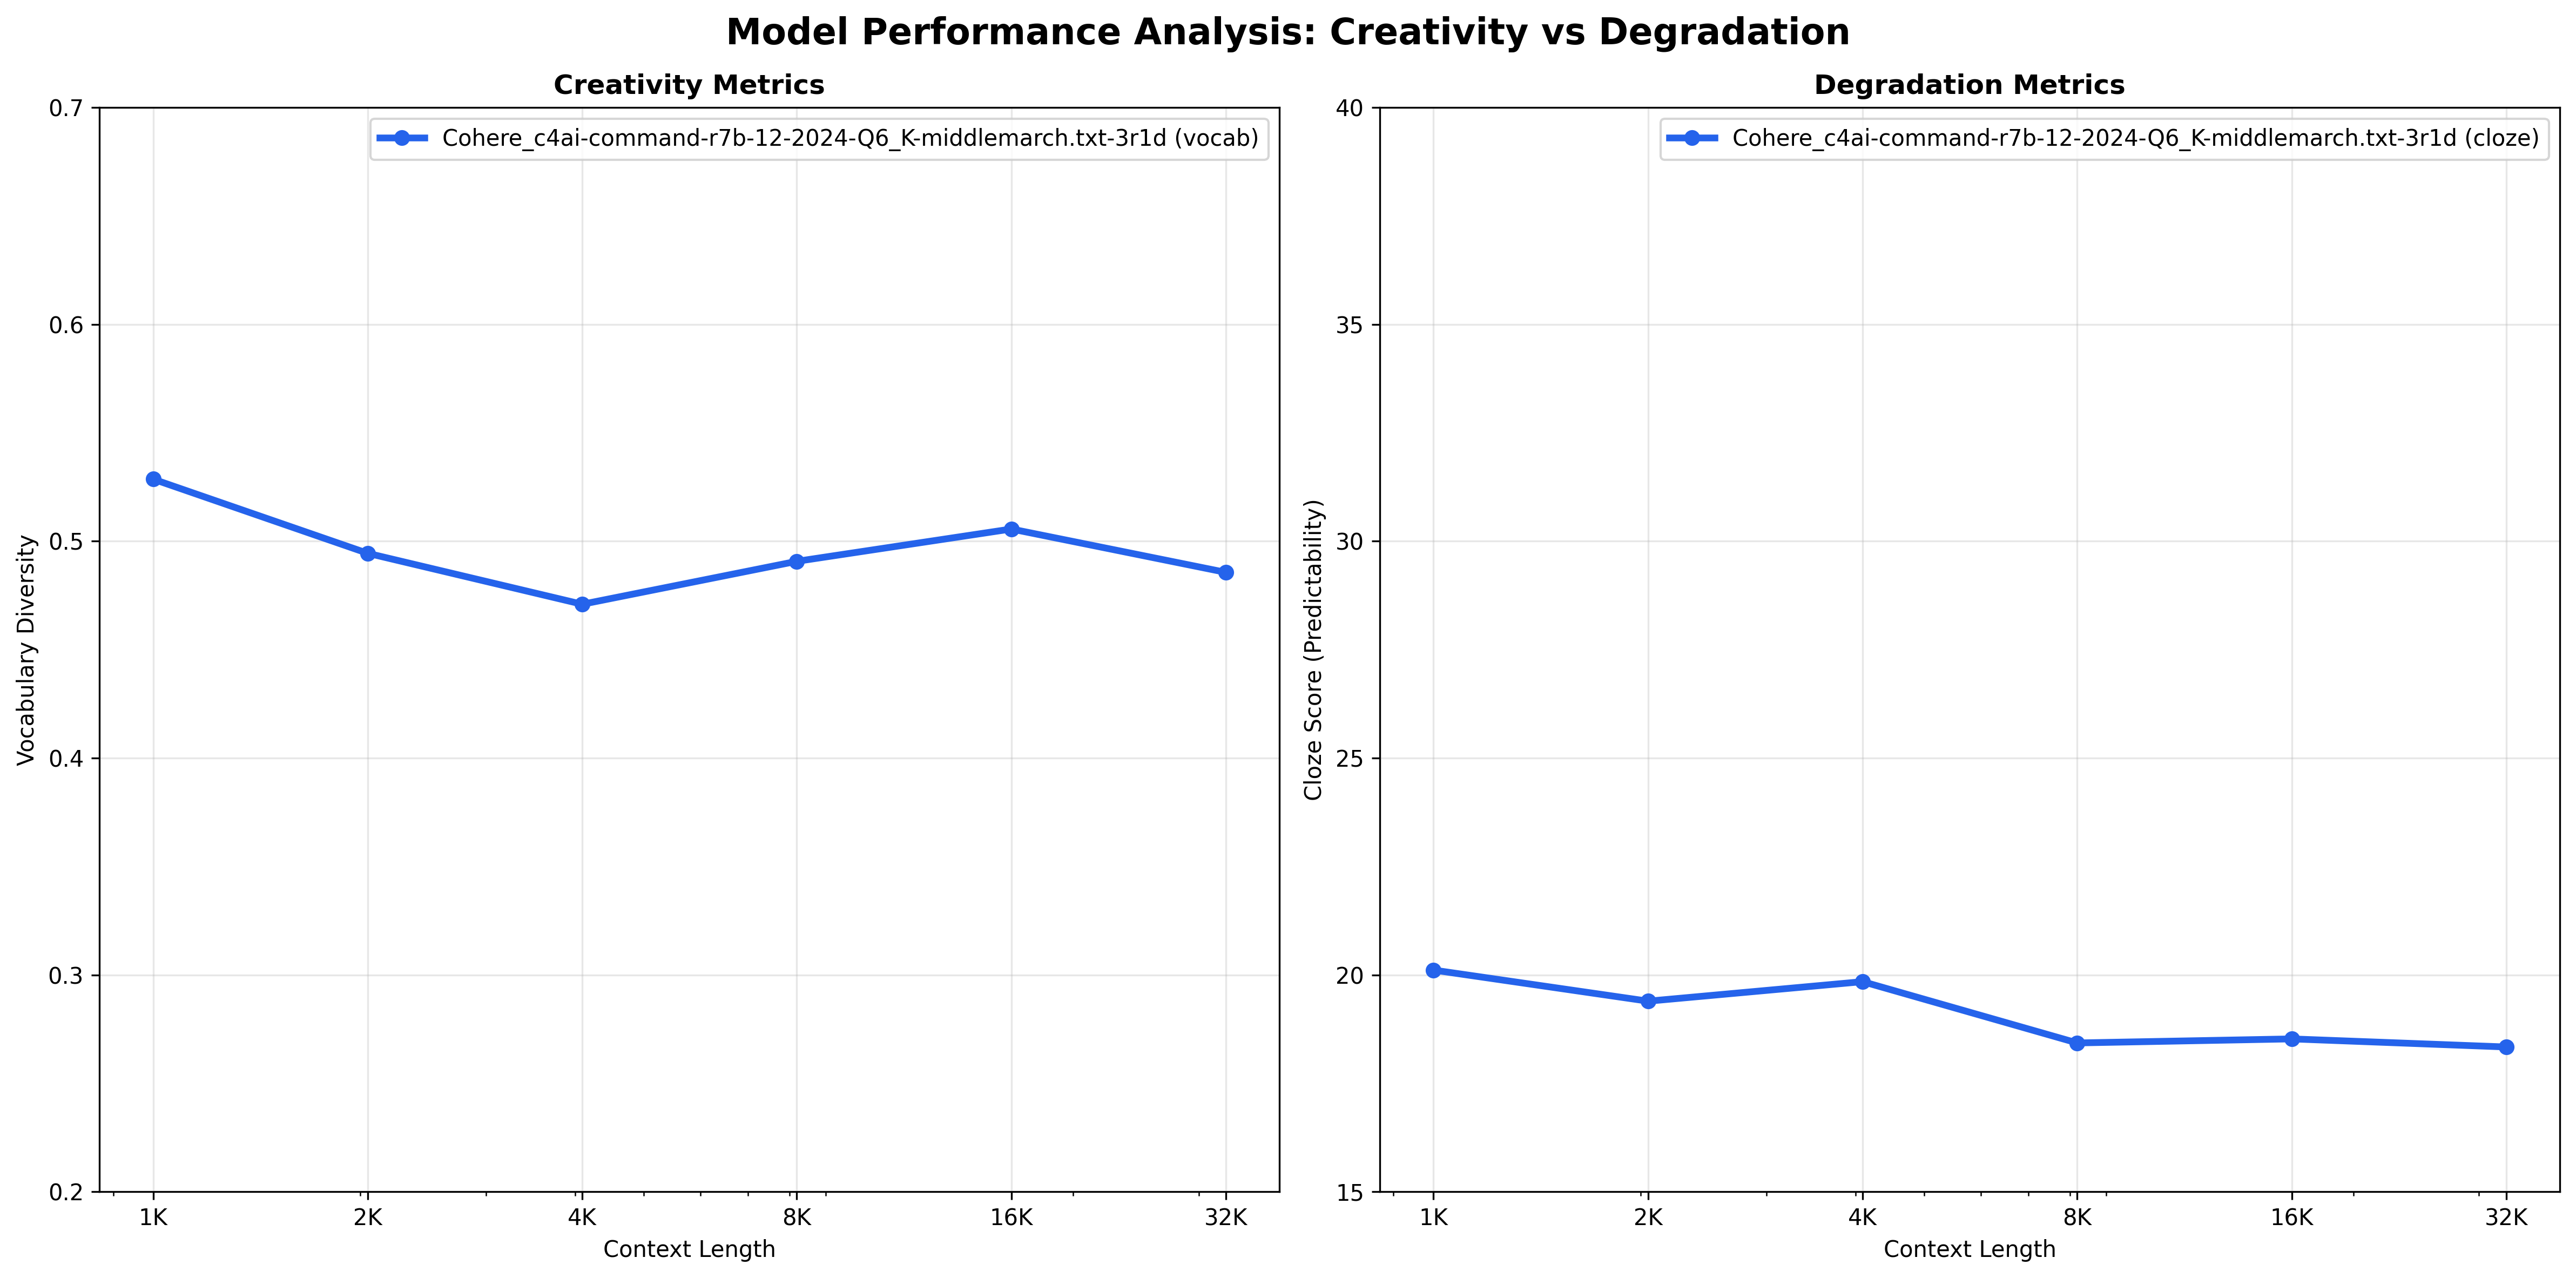 Model Performance Analysis: Creativity vs Degradation
Creativity Metrics
Cohere_c4ai-command-r7b-12-2024-Q6_K-middlemarch.txt-3r1d (vocab)
Vocabulary Diversity
0.7
0.6
0.5
0.4
0.3
0.2
1K
2K
4K
8K
16K
32K
Context Length
Degradation Metrics
Cohere_c4ai-command-r7b-12-2024-Q6_K-middlemarch.txt-3r1d (cloze)
Cloze Score (Predictability)
40
35
30
25
20
15
1K
2K
4K
8K
16K
32K
Context Length